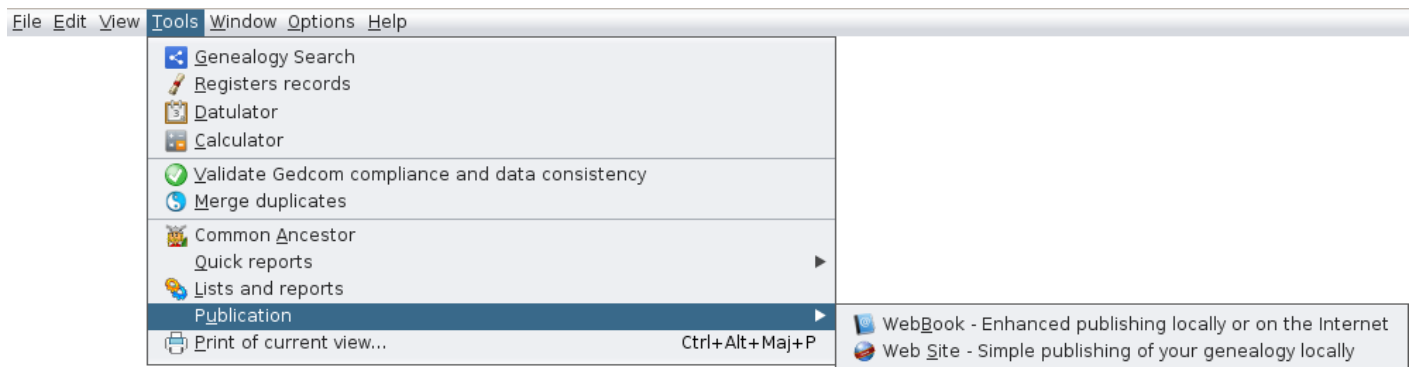 File Edit View Tools Window Options Help
Genealogy Search
Registers records
Datulator
Calculator
Validate Gedcom compliance and data consistency
Merge duplicates
Common Ancestor
Quick reports
Lists and reports
Publication
Print of current view... Ctrl+Alt+Maj+P
WebBook - Enhanced publishing locally or on the Internet
Web Site - Simple publishing of your genealogy locally